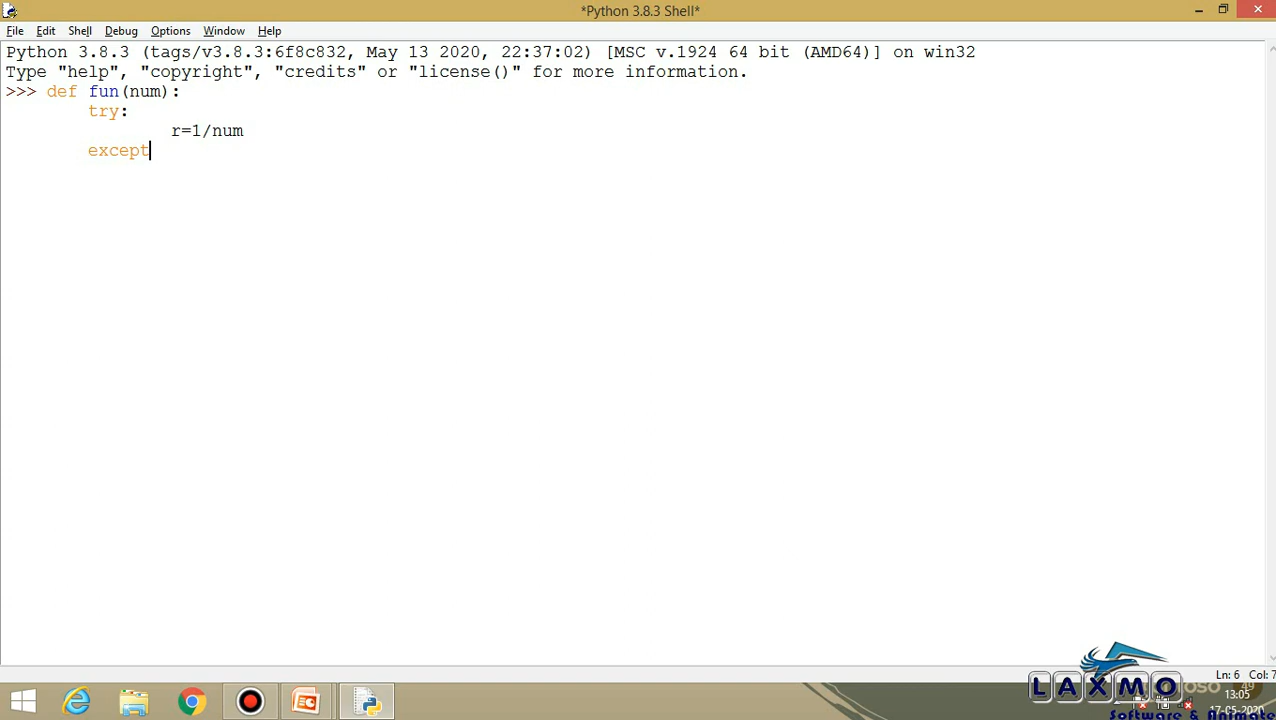 *Python 3.8.3 Shell*
File Edit Shell Debug Options Window Help
Python 3.8.3 (tags/v3.8.3:6f8c832, May 13 2020, 22:37:02) [MSC v.1924 64 bit (AMD64)] on win32
Type "help", "copyright", "credits" or "license()" for more information.
>>> def fun(num):
try:
r=1/num
except
Ln: 6 Col: 7
LAXMO
49
13:05
Software & Animate
17-05-2020